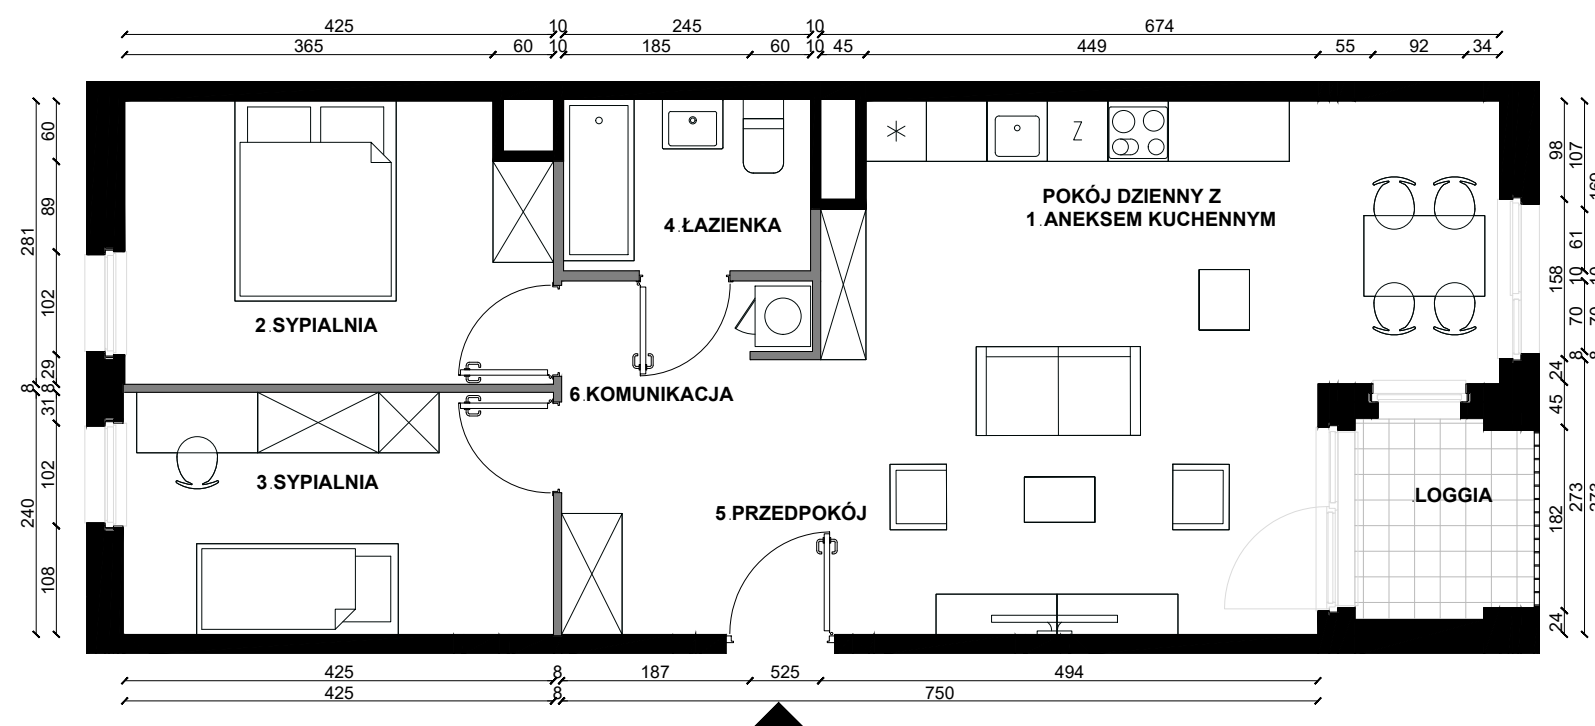 425 10 245 10 674
365 60 10 185 60 10 45 449 55 92 34
60
89
281
102
29
8 8
31
102
240
108
2.SYPIALNIA
3.SYPIALNIA
4.ŁAZIENKA
6.KOMUNIKACJA
5.PRZEDPOKÓJ
Z
POKÓJ DZIENNY Z
1.ANEKSEM KUCHENNYM
.LOGGIA
98 107
61
158 10
70
8
24
45
182 273
24
425 8 187 525 494
425 8 750